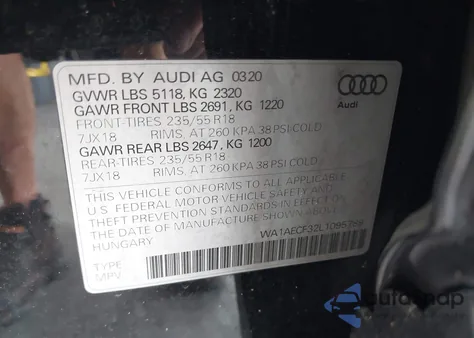 MFD. BY AUDI AG 0320
GVWR LBS 5118, KG 2320
GAWR FRONT LBS 2691, KG 1220
FRONT-TIRES 235/55 R18
7JX18 RIMS, AT 260 KPA 38 PSI-COLD
GAWR REAR LBS 2647, KG 1200
REAR-TIRES 235/55 R18
7JX18 RIMS, AT 260 KPA 38 PSI COLD
THIS VEHICLE CONFORMS TO ALL APPLICABLE
U.S FEDERAL MOTOR VEHICLE SAFETY AND
THEFT PREVENTION STANDARDS IN EFFECT ON
THE DATE OF MANUFACTURE SHOWN ABOVE.
HUNGARY
WA1AECF32L1095789
TYPE:
MPV
Audi
autosnap